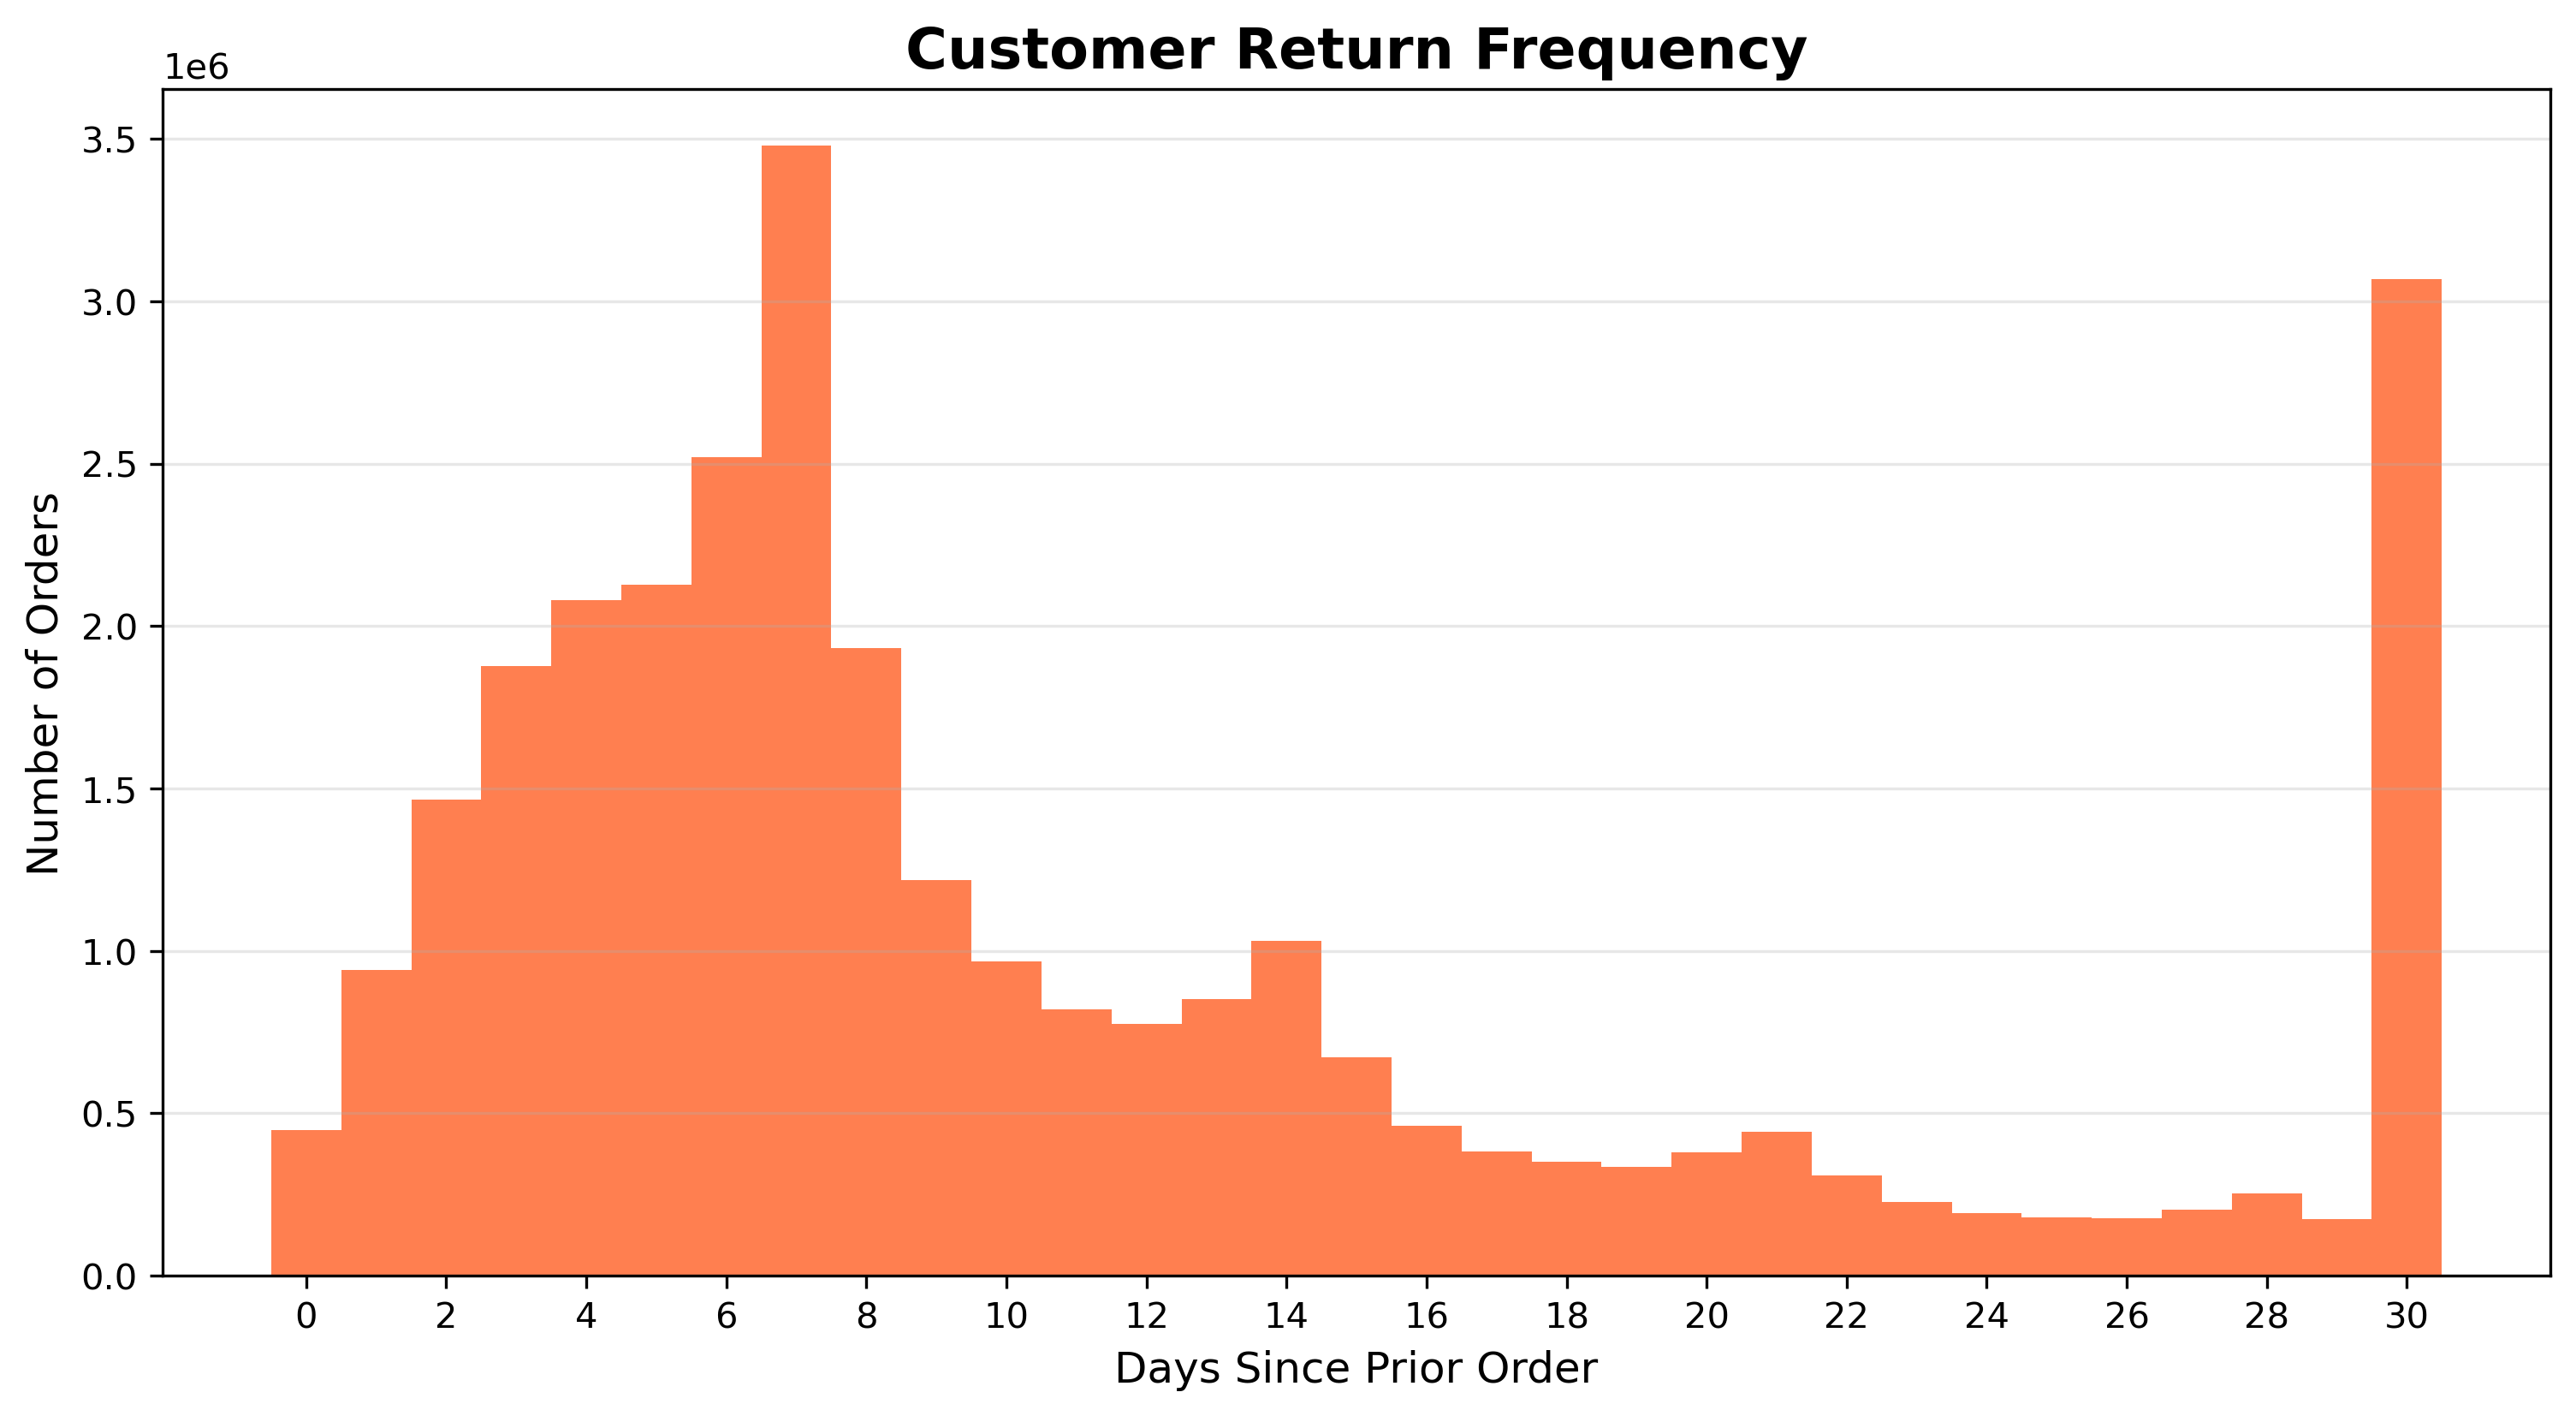 Customer Return Frequency
1e6
3.5
3.0
2.5
2.0
1.5
1.0
0.5
0.0
Number of Orders
0 2 4 6 8 10 12 14 16 18 20 22 24 26 28 30
Days Since Prior Order